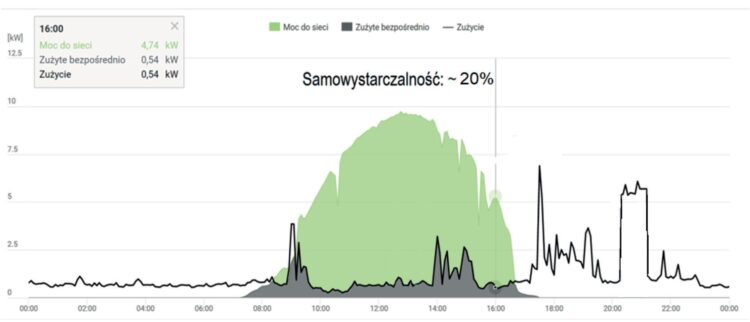 16:00 ×
Moc do sieci 4,74 kW
Zużyte bezpośrednio 0,54 kW
Zużycie 0,54 kW
Moc do sieci Zużyte bezpośrednio Zużycie
[kW]
12.5
Samowystarczalność: ~ 20%
10
7.5
5
2.5
0
00:00 02:00 04:00 06:00 08:00 10:00 12:00 14:00 16:00 18:00 20:00 22:00 00:00